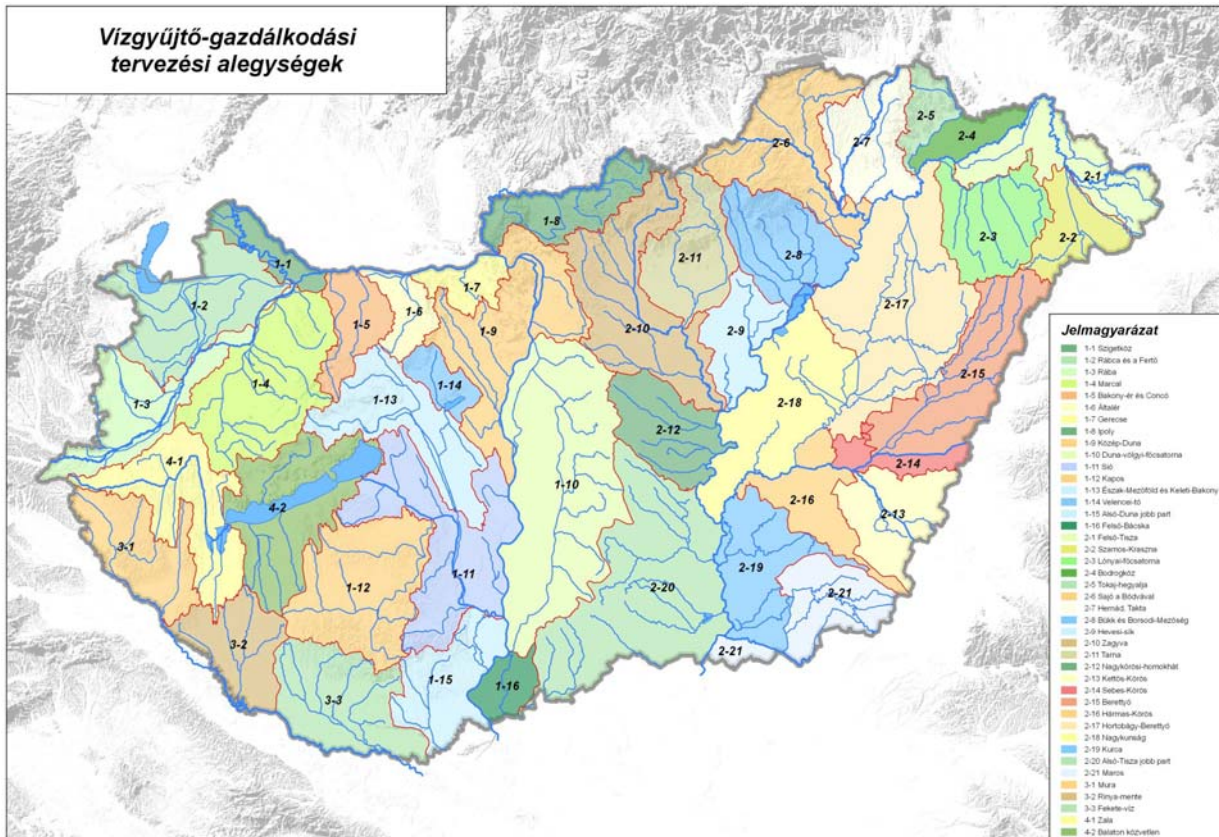 Vízgyűjtő-gazdálkodási
tervezési alegységek
2-5
2-4
2-6
2-7
2-1
1-8
2-3
2-2
1-1
2-11
2-8
1-2
1-7
2-17
1-6
1-5
1-9
2-10
2-9
1-14
2-15
1-3
1-4
1-13
2-18
2-12
4-1
2-14
1-10
4-2
2-16
2-13
3-1
1-11
2-19
1-12
2-20
2-21
3-2
2-21
1-15
1-16
3-3
Jelmagyarázat
1-1 Szigetköz
1-2 Rábca és a Fertő
1-3 Rába
1-4 Marcal
1-5 Bakony-ér és Concó
1-6 Általér
1-7 Gerecse
1-8 Ipoly
1-9 Közép-Duna
1-10 Duna-völgyi-főcsatorna
1-11 Sió
1-12 Kapos
1-13 Észak-Mezőföld és Keleti-Bakony
1-14 Velencei-tó
1-15 Alsó-Duna jobb part
1-16 Felső-Bácska
2-1 Felső-Tisza
2-2 Szamos-Kraszna
2-3 Lónyai-főcsatorna
2-4 Bodrogköz
2-5 Tokaj-hegyalja
2-6 Sajó a Bódvával
2-7 Hernád, Takta
2-8 Bükk és Borsodi-Mezőség
2-9 Hevesi-sík
2-10 Zagyva
2-11 Tarna
2-12 Nagykőrösi-homokhát
2-13 Kettős-Körös
2-14 Sebes-Körös
2-15 Berettyó
2-16 Hármas-Körös
2-17 Hortobágy-Berettyó
2-18 Nagykunság
2-19 Kurca
2-20 Alsó-Tisza jobb part
2-21 Maros
3-1 Mura
3-2 Rinya-mente
3-3 Fekete-víz
4-1 Zala
4-2 Balaton közvetlen